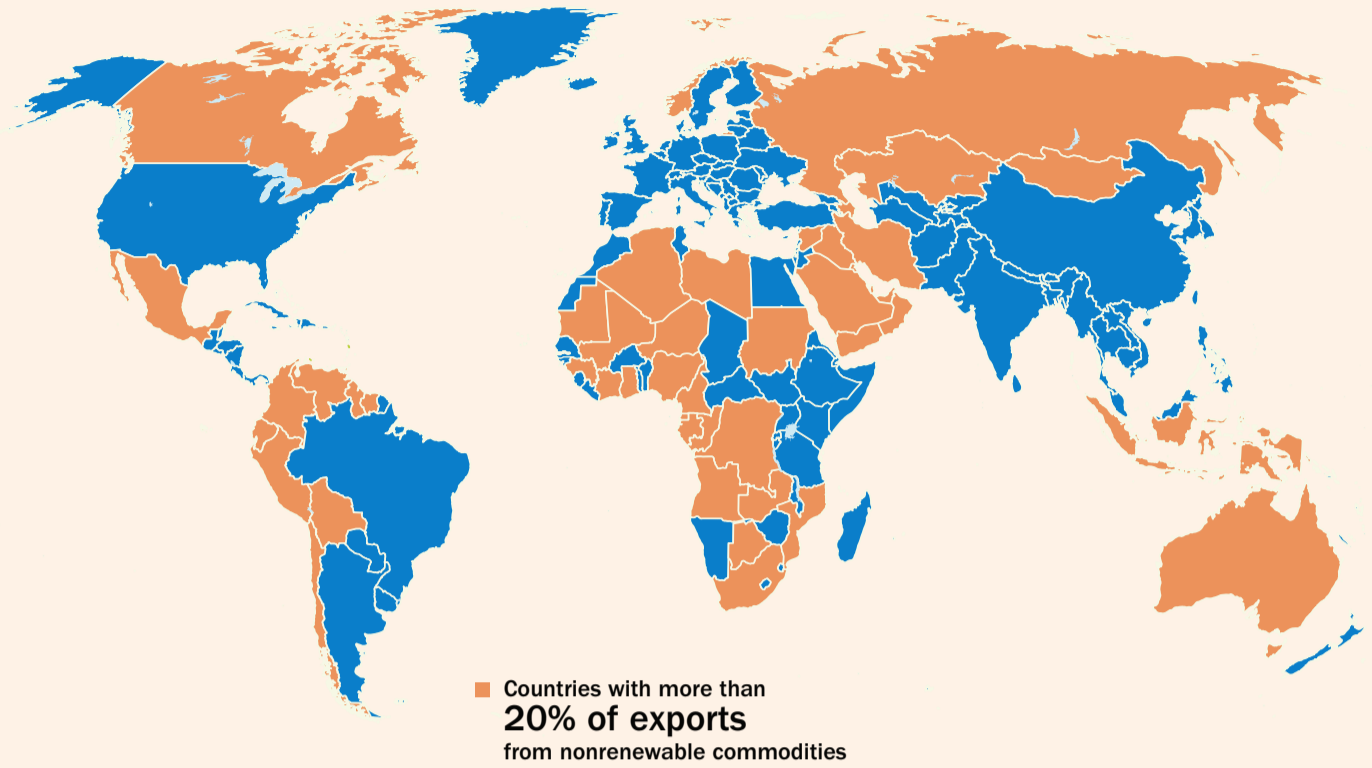 Countries with more than
20% of exports
from nonrenewable commodities